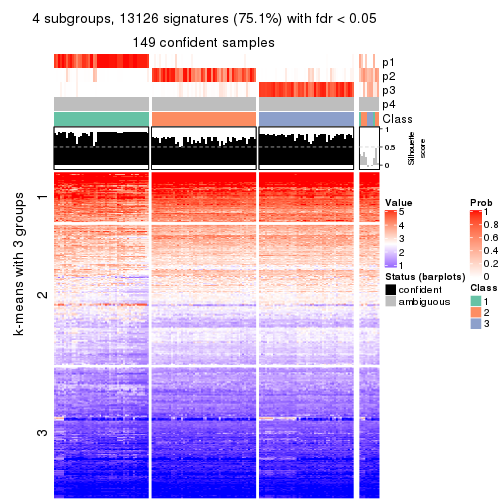 4 subgroups, 13126 signatures (75.1%) with fdr < 0.05
149 confident samples
p1
p2
p3
p4
Class
1
0.5
0
Silhouette
score
k-means with 3 groups
1
2
3
Value
5
4
3
2
1
Status (barplots)
confident
ambiguous
Prob
1
0.8
0.6
0.4
0.2
0
Class
1
2
3